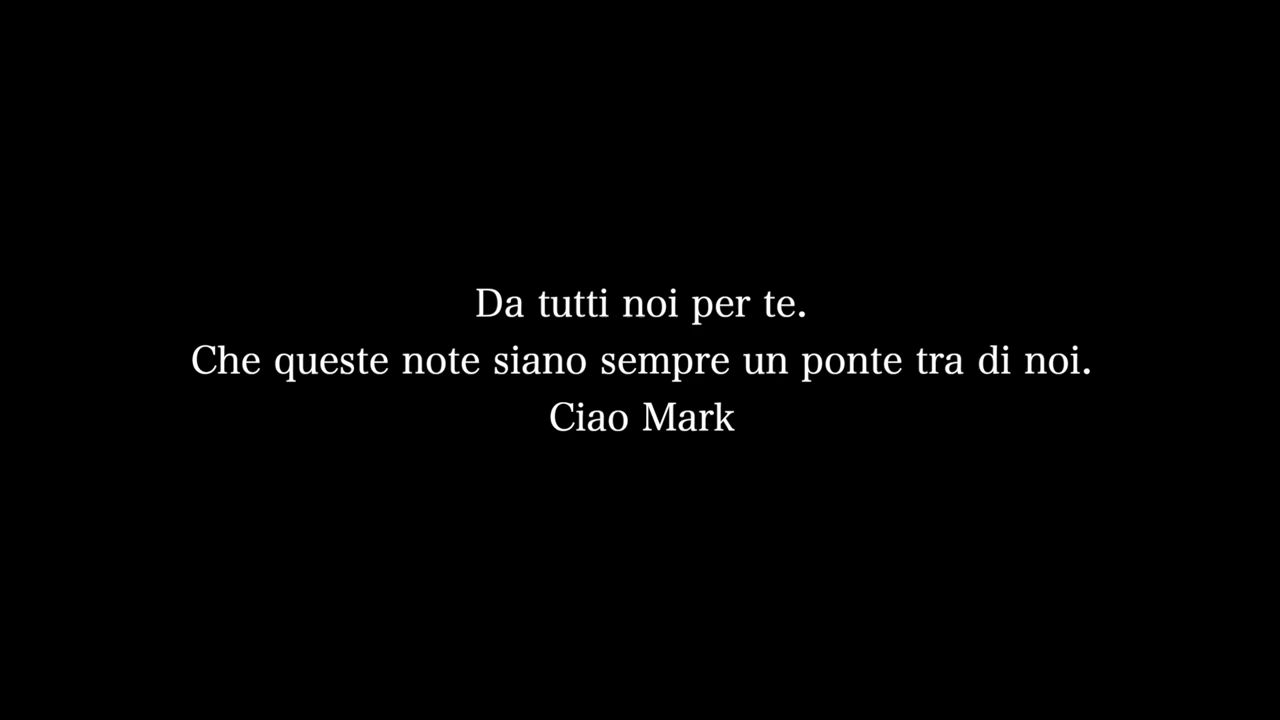 Da tutti noi per te.
Che queste note siano sempre un ponte tra di noi.
Ciao Mark